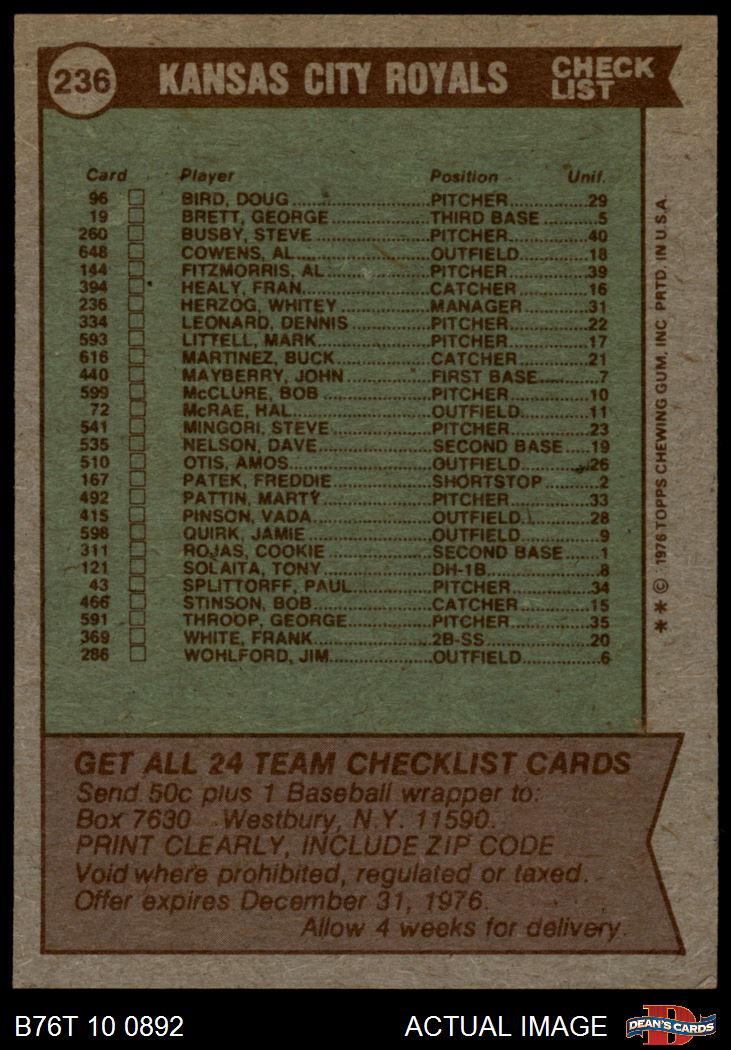 236 KANSAS CITY ROYALS CHECK LIST
Card Player Position Unif.
96 BIRD, DOUG PITCHER 29
19 BRETT, GEORGE THIRD BASE 5
260 BUSBY, STEVE PITCHER 40
648 COWENS, AL OUTFIELD 18
144 FITZMORRIS, AL PITCHER 39
394 HEALY, FRAN CATCHER 16
236 HERZOG, WHITEY MANAGER 31
334 LEONARD, DENNIS PITCHER 22
593 LITTELL, MARK PITCHER 17
616 MARTINEZ, BUCK CATCHER 21
440 MAYBERRY, JOHN FIRST BASE 7
599 McCLURE, BOB PITCHER 10
72 McRAE, HAL OUTFIELD 11
541 MINGORI, STEVE PITCHER 23
535 NELSON, DAVE SECOND BASE 19
510 OTIS, AMOS OUTFIELD 26
167 PATEK, FREDDIE SHORTSTOP 2
492 PATTIN, MARTY PITCHER 33
415 PINSON, VADA OUTFIELD 28
598 QUIRK, JAMIE OUTFIELD 9
311 ROJAS, COOKIE SECOND BASE 1
121 SOLAITA, TONY DH-1B 8
43 SPLITTORFF, PAUL PITCHER 34
466 STINSON, BOB CATCHER 15
591 THROOP, GEORGE PITCHER 35
369 WHITE, FRANK 2B-SS 20
286 WOHLFORD, JIM OUTFIELD 6
** © 1976 TOPPS CHEWING GUM, INC. PRTD. IN U.S.A.
GET ALL 24 TEAM CHECKLIST CARDS
Send 50c plus 1 Baseball wrapper to:
Box 7630 Westbury, N.Y. 11590.
PRINT CLEARLY, INCLUDE ZIP CODE
Void where prohibited, regulated or taxed.
Offer expires December 31, 1976.
Allow 4 weeks for delivery.
B76T 10 0892 ACTUAL IMAGE D DEAN'S CARDS